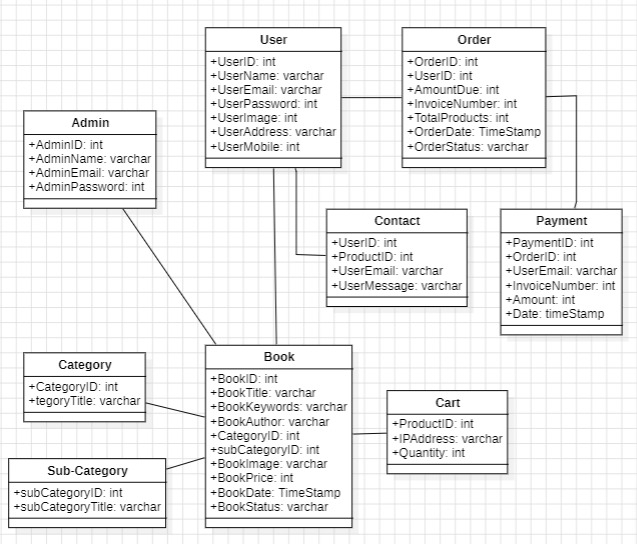 User
+UserID: int
+UserName: varchar
+UserEmail: varchar
+UserPassword: int
+UserImage: int
+UserAddress: varchar
+UserMobile: int
Order
+OrderID: int
+UserID: int
+AmountDue: int
+InvoiceNumber: int
+TotalProducts: int
+OrderDate: TimeStamp
+OrderStatus: varchar
Admin
+AdminID: int
+AdminName: varchar
+AdminEmail: varchar
+AdminPassword: int
Contact
+UserID: int
+ProductID: int
+UserEmail: varchar
+UserMessage: varchar
Payment
+PaymentID: int
+OrderID: int
+UserEmail: varchar
+InvoiceNumber: int
+Amount: int
+Date: timeStamp
Category
+CategoryID: int
+tegoryTitle: varchar
Book
+BookID: int
+BookTitle: varchar
+BookKeywords: varchar
+BookAuthor: varchar
+CategoryID: int
+subCategoryID: int
+BookImage: varchar
+BookPrice: int
+BookDate: TimeStamp
+BookStatus: varchar
Cart
+ProductID: int
+IPAddress: varchar
+Quantity: int
Sub-Category
+subCategoryID: int
+subCategoryTitle: varchar